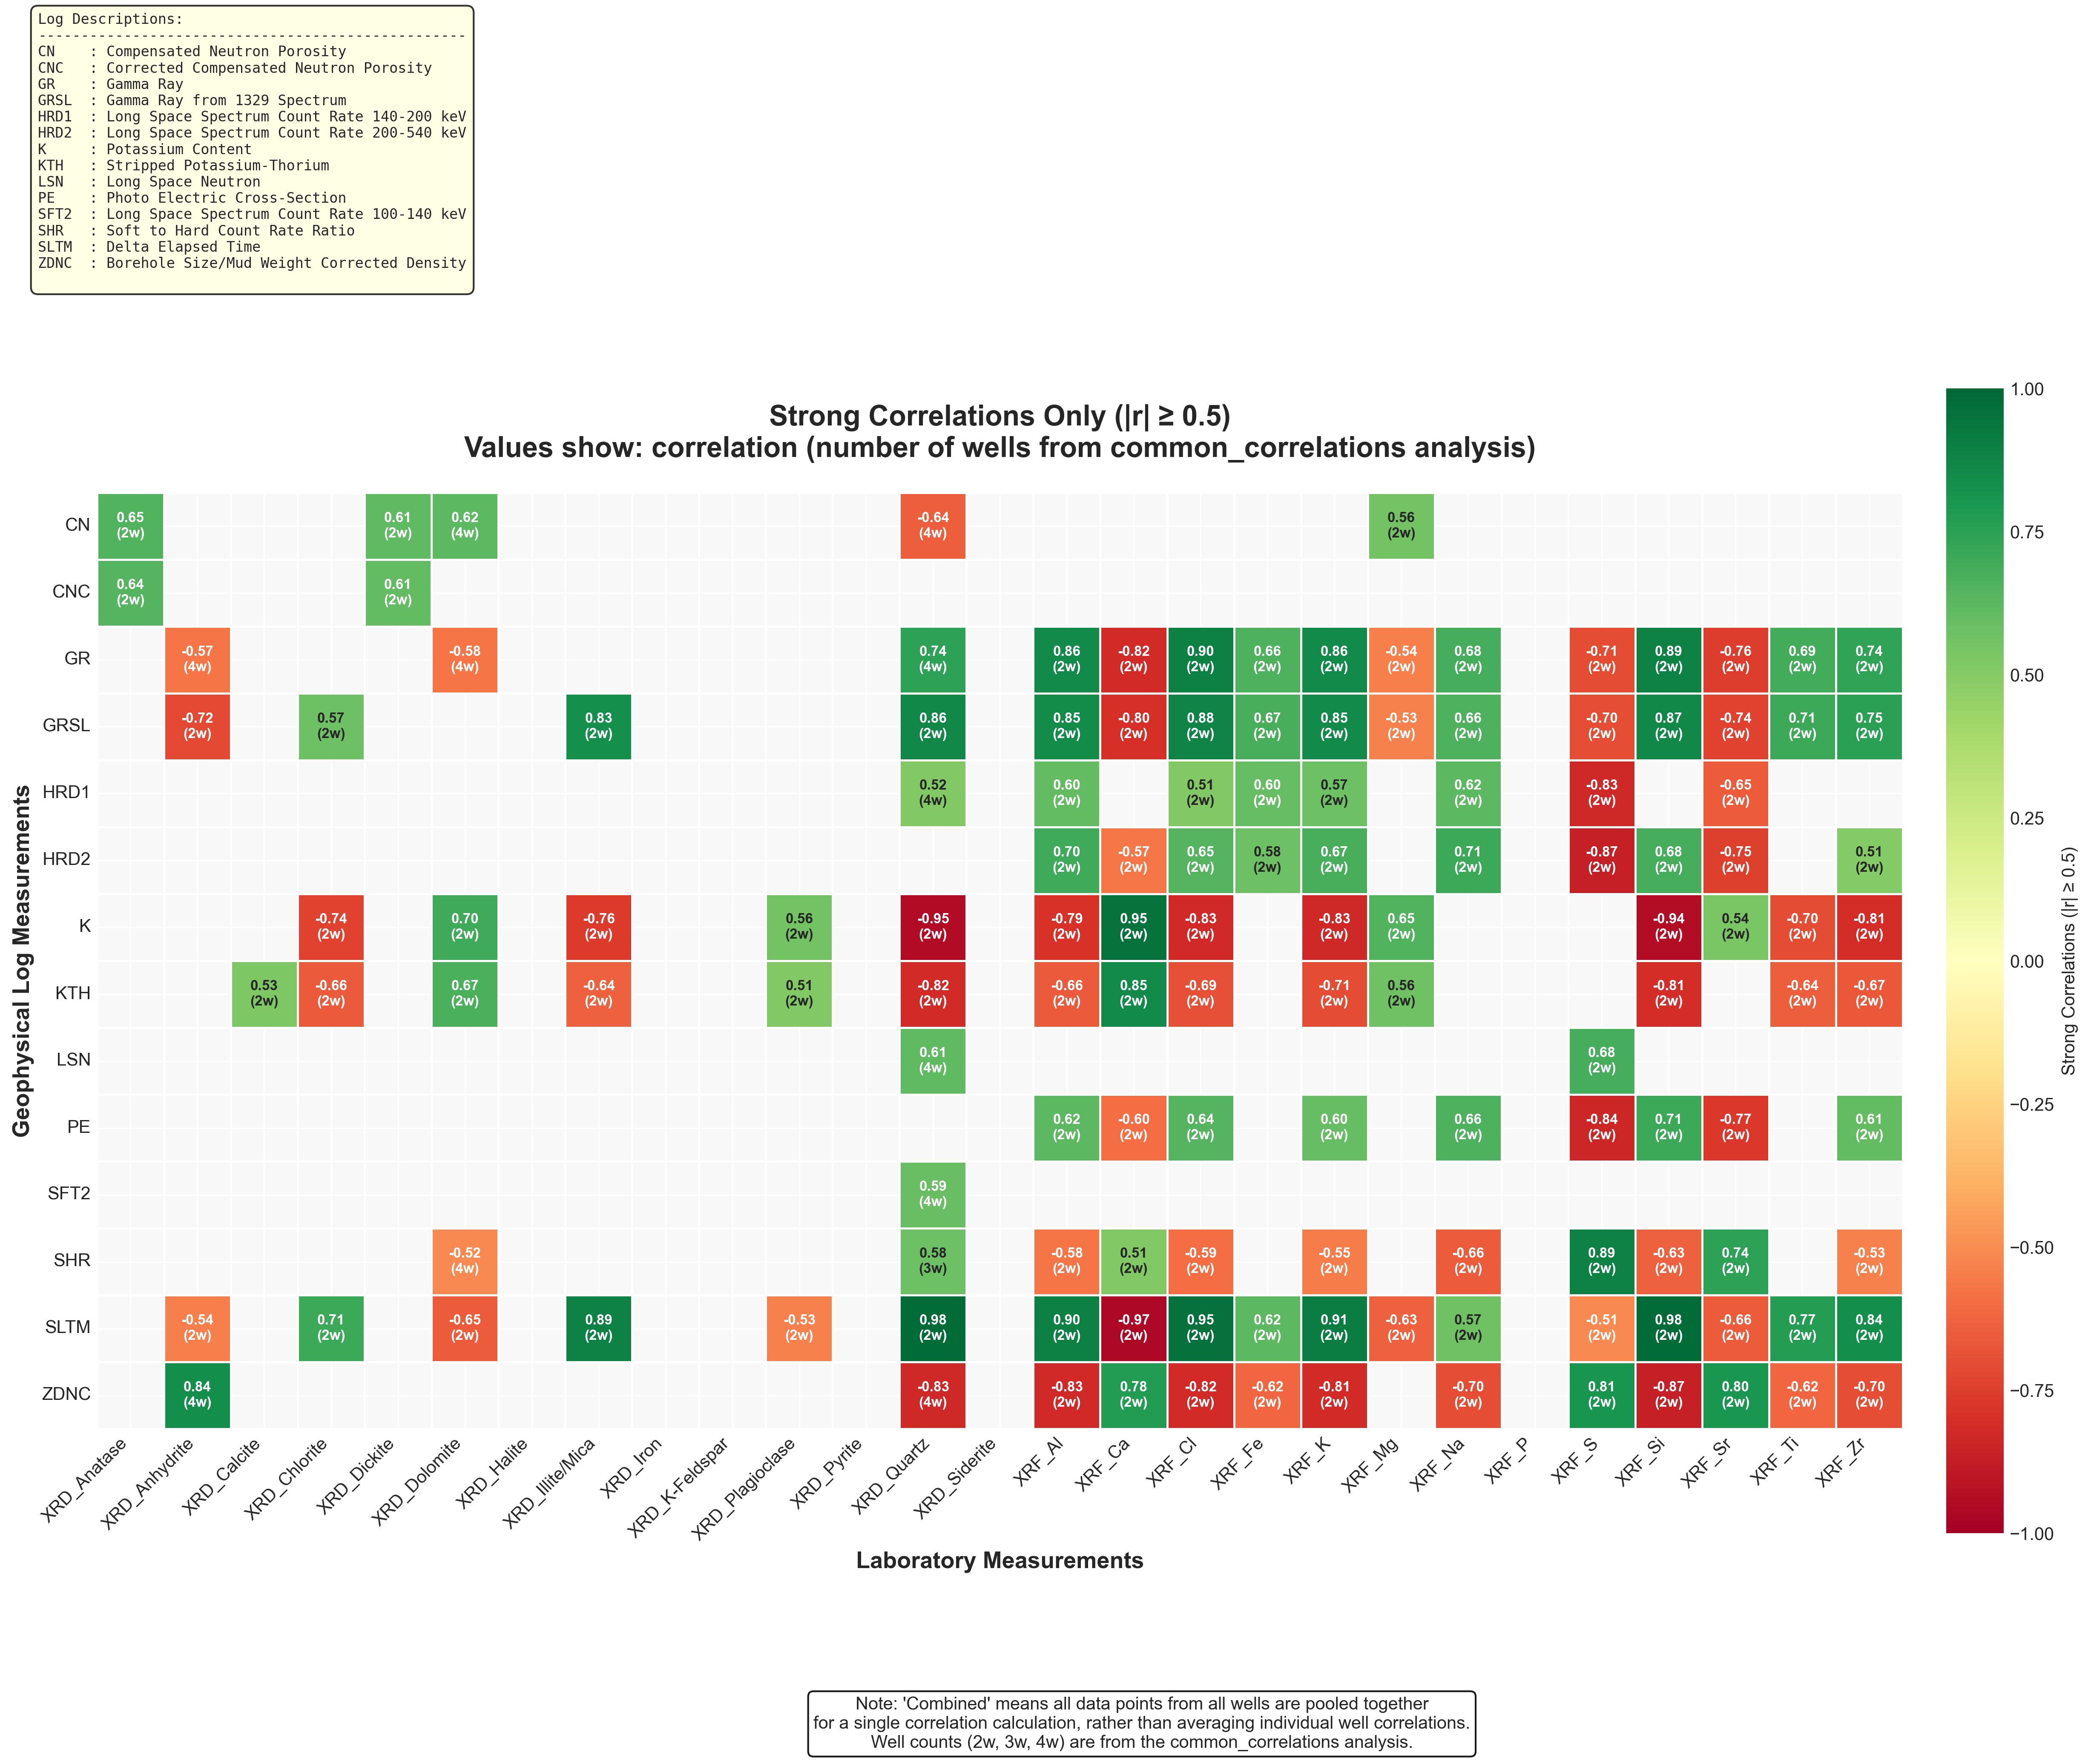 Log Descriptions:
--------------------------------------------------
CN    : Compensated Neutron Porosity
CNC   : Corrected Compensated Neutron Porosity
GR    : Gamma Ray
GRSL  : Gamma Ray from 1329 Spectrum
HRD1  : Long Space Spectrum Count Rate 140-200 keV
HRD2  : Long Space Spectrum Count Rate 200-540 keV
K     : Potassium Content
KTH   : Stripped Potassium-Thorium
LSN   : Long Space Neutron
PE    : Photo Electric Cross-Section
SFT2  : Long Space Spectrum Count Rate 100-140 keV
SHR   : Soft to Hard Count Rate Ratio
SLTM  : Delta Elapsed Time
ZDNC  : Borehole Size/Mud Weight Corrected Density
Strong Correlations Only (|r| ≥ 0.5)
Values show: correlation (number of wells from common_correlations analysis)
Geophysical Log Measurements
CN
0.65 0.61 0.62 -0.64 0.56
(2w) (2w) (4w) (4w) (2w)
CNC
0.64 0.61
(2w) (2w)
GR
-0.57 -0.58 0.74 0.86 -0.82 0.90 0.66 0.86 -0.54 0.68 -0.71 0.89 -0.76 0.69 0.74
(4w) (4w) (4w) (2w) (2w) (2w) (2w) (2w) (2w) (2w) (2w) (2w) (2w) (2w) (2w)
GRSL
-0.72 0.57 0.83 0.86 0.85 -0.80 0.88 0.67 0.85 -0.53 0.66 -0.70 0.87 -0.74 0.71 0.75
(2w) (2w) (2w) (2w) (2w) (2w) (2w) (2w) (2w) (2w) (2w) (2w) (2w) (2w) (2w) (2w)
HRD1
0.52 0.60 0.51 0.60 0.57 0.62 -0.83 -0.65
(4w) (2w) (2w) (2w) (2w) (2w) (2w) (2w)
HRD2
0.70 -0.57 0.65 0.58 0.67 0.71 -0.87 0.68 -0.75 0.51
(2w) (2w) (2w) (2w) (2w) (2w) (2w) (2w) (2w) (2w)
K
-0.74 0.70 -0.76 0.56 -0.95 -0.79 0.95 -0.83 -0.83 0.65 -0.94 0.54 -0.70 -0.81
(2w) (2w) (2w) (2w) (2w) (2w) (2w) (2w) (2w) (2w) (2w) (2w) (2w) (2w)
KTH
0.53 -0.66 0.67 -0.64 0.51 -0.82 -0.66 0.85 -0.69 -0.71 0.56 -0.81 -0.64 -0.67
(2w) (2w) (2w) (2w) (2w) (2w) (2w) (2w) (2w) (2w) (2w) (2w) (2w) (2w)
LSN
0.61 0.68
(4w) (2w)
PE
0.62 -0.60 0.64 0.60 0.66 -0.84 0.71 -0.77 0.61
(2w) (2w) (2w) (2w) (2w) (2w) (2w) (2w) (2w)
SFT2
0.59
(4w)
SHR
-0.52 0.58 -0.58 0.51 -0.59 -0.55 -0.66 0.89 -0.63 0.74 -0.53
(4w) (3w) (2w) (2w) (2w) (2w) (2w) (2w) (2w) (2w) (2w)
SLTM
-0.54 0.71 -0.65 0.89 -0.53 0.98 0.90 -0.97 0.95 0.62 0.91 -0.63 0.57 -0.51 0.98 -0.66 0.77 0.84
(2w) (2w) (2w) (2w) (2w) (2w) (2w) (2w) (2w) (2w) (2w) (2w) (2w) (2w) (2w) (2w) (2w) (2w)
ZDNC
0.84 -0.83 -0.83 0.78 -0.82 -0.62 -0.81 -0.70 0.81 -0.87 0.80 -0.62 -0.70
(4w) (4w) (2w) (2w) (2w) (2w) (2w) (2w) (2w) (2w) (2w) (2w) (2w)
XRD_Anatase
XRD_Anhydrite
XRD_Calcite
XRD_Chlorite
XRD_Dickite
XRD_Dolomite
XRD_Halite
XRD_Illite/Mica
XRD_Iron
XRD_K-Feldspar
XRD_Plagioclase
XRD_Pyrite
XRD_Quartz
XRD_Siderite
XRF_Al
XRF_Ca
XRF_Cl
XRF_Fe
XRF_K
XRF_Mg
XRF_Na
XRF_P
XRF_S
XRF_Si
XRF_Sr
XRF_Ti
XRF_Zr
Laboratory Measurements
1.00
0.75
0.50
0.25
0.00
−0.25
−0.50
−0.75
−1.00
Strong Correlations (|r| ≥ 0.5)
Note: 'Combined' means all data points from all wells are pooled together
for a single correlation calculation, rather than averaging individual well correlations.
Well counts (2w, 3w, 4w) are from the common_correlations analysis.